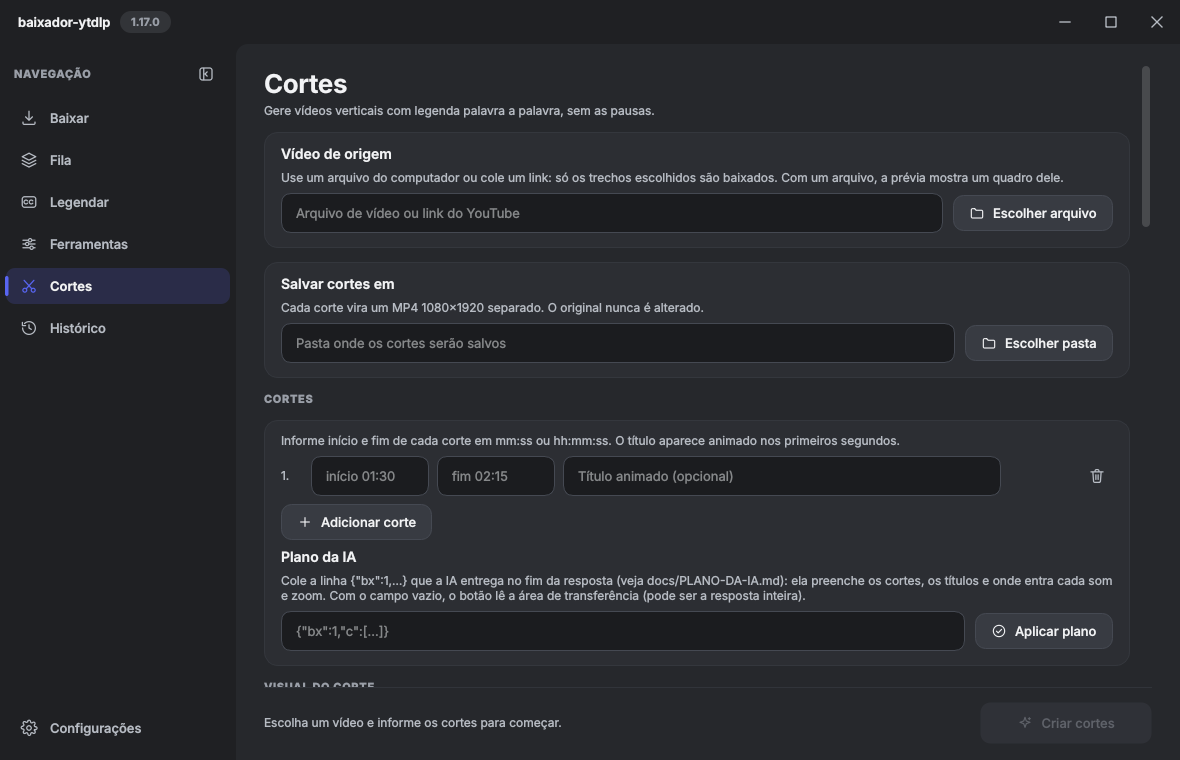 baixador-ytdlp 1.17.0
NAVEGAÇÃO
Baixar
Fila
Legendar
Ferramentas
Cortes
Histórico
Configurações
Cortes
Gere vídeos verticais com legenda palavra a palavra, sem as pausas.
Vídeo de origem
Use um arquivo do computador ou cole um link: só os trechos escolhidos são baixados. Com um arquivo, a prévia mostra um quadro dele.
Arquivo de vídeo ou link do YouTube
Escolher arquivo
Salvar cortes em
Cada corte vira um MP4 1080×1920 separado. O original nunca é alterado.
Pasta onde os cortes serão salvos
Escolher pasta
CORTES
Informe início e fim de cada corte em mm:ss ou hh:mm:ss. O título aparece animado nos primeiros segundos.
1. início 01:30 fim 02:15 Título animado (opcional)
Adicionar corte
Plano da IA
Cole a linha {"bx":1,...} que a IA entrega no fim da resposta (veja docs/PLANO-DA-IA.md): ela preenche os cortes, os títulos e onde entra cada som
e zoom. Com o campo vazio, o botão lê a área de transferência (pode ser a resposta inteira).
{"bx":1,"c":[...]}
Aplicar plano
VISUAL DO CORTE
Escolha um vídeo e informe os cortes para começar.
Criar cortes